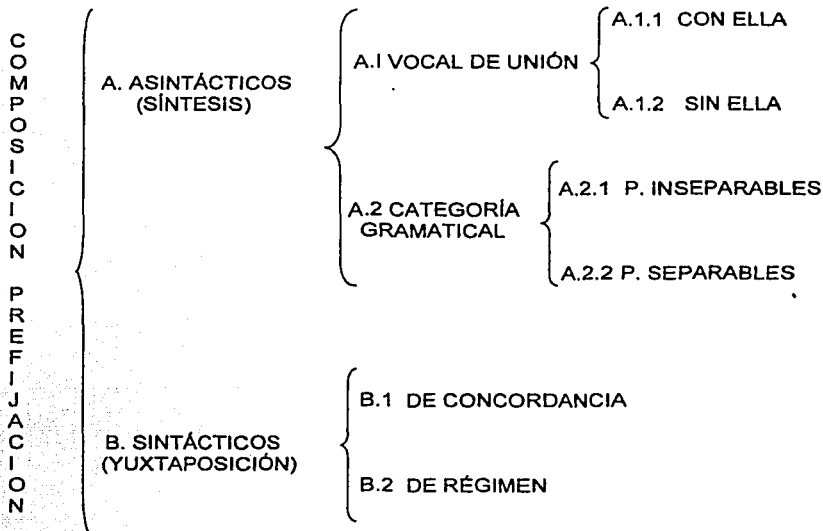 COMPOSICION PREFIJACION
A. ASINTÁCTICOS
(SÍNTESIS)
A.I VOCAL DE UNIÓN
A.1.1 CON ELLA
A.1.2 SIN ELLA
A.2 CATEGORÍA
GRAMATICAL
A.2.1 P. INSEPARABLES
A.2.2 P. SEPARABLES
B. SINTÁCTICOS
(YUXTAPOSICIÓN)
B.1 DE CONCORDANCIA
B.2 DE RÉGIMEN